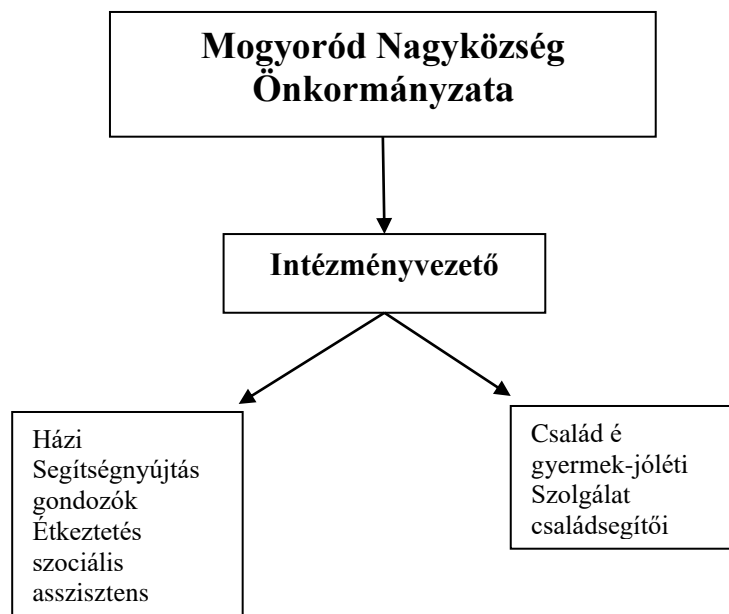 Mogyoród Nagyközség
Önkormányzata
Intézményvezető
Házi
Segítségnyújtás
gondozók
Étkeztetés
szociális
asszisztens
Család é
gyermek-jóléti
Szolgálat
családsegítői